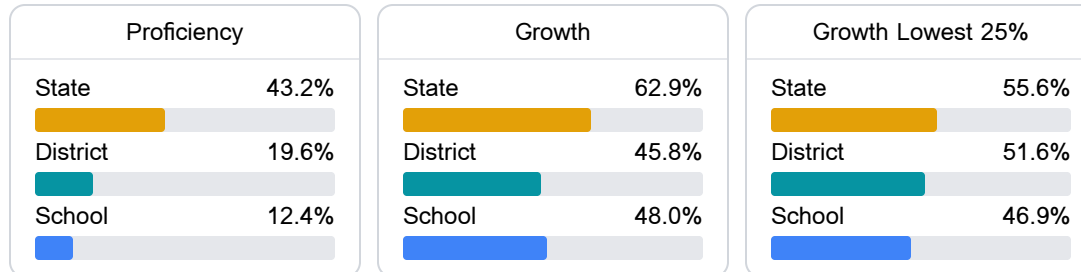 Proficiency
State 43.2%
District 19.6%
School 12.4%
Growth
State 62.9%
District 45.8%
School 48.0%
Growth Lowest 25%
State 55.6%
District 51.6%
School 46.9%